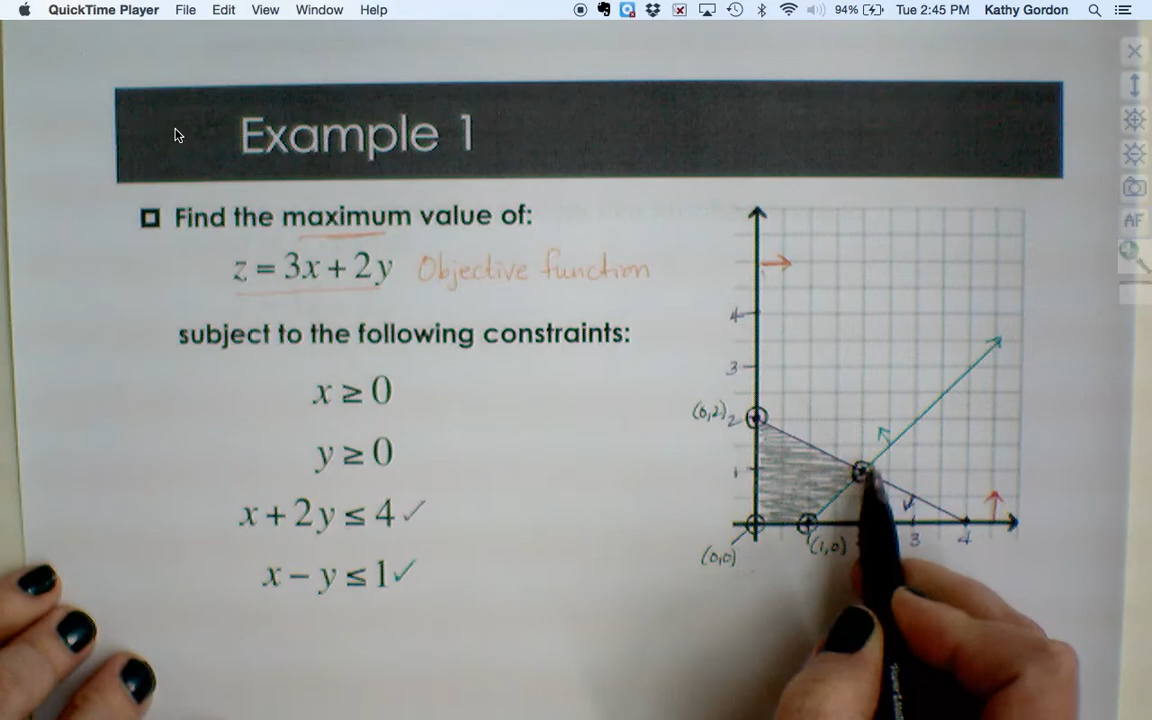 QuickTime Player File Edit View Window Help 94% Tue 2:45 PM Kathy Gordon
Example 1
Find the maximum value of:
z = 3x + 2y Objective function
subject to the following constraints:
x ≥ 0
y ≥ 0
x + 2y ≤ 4 ✓
x − y ≤ 1 ✓
4
3
(0,2) 2
1
(0,0)
(1,0)
3
4
AF